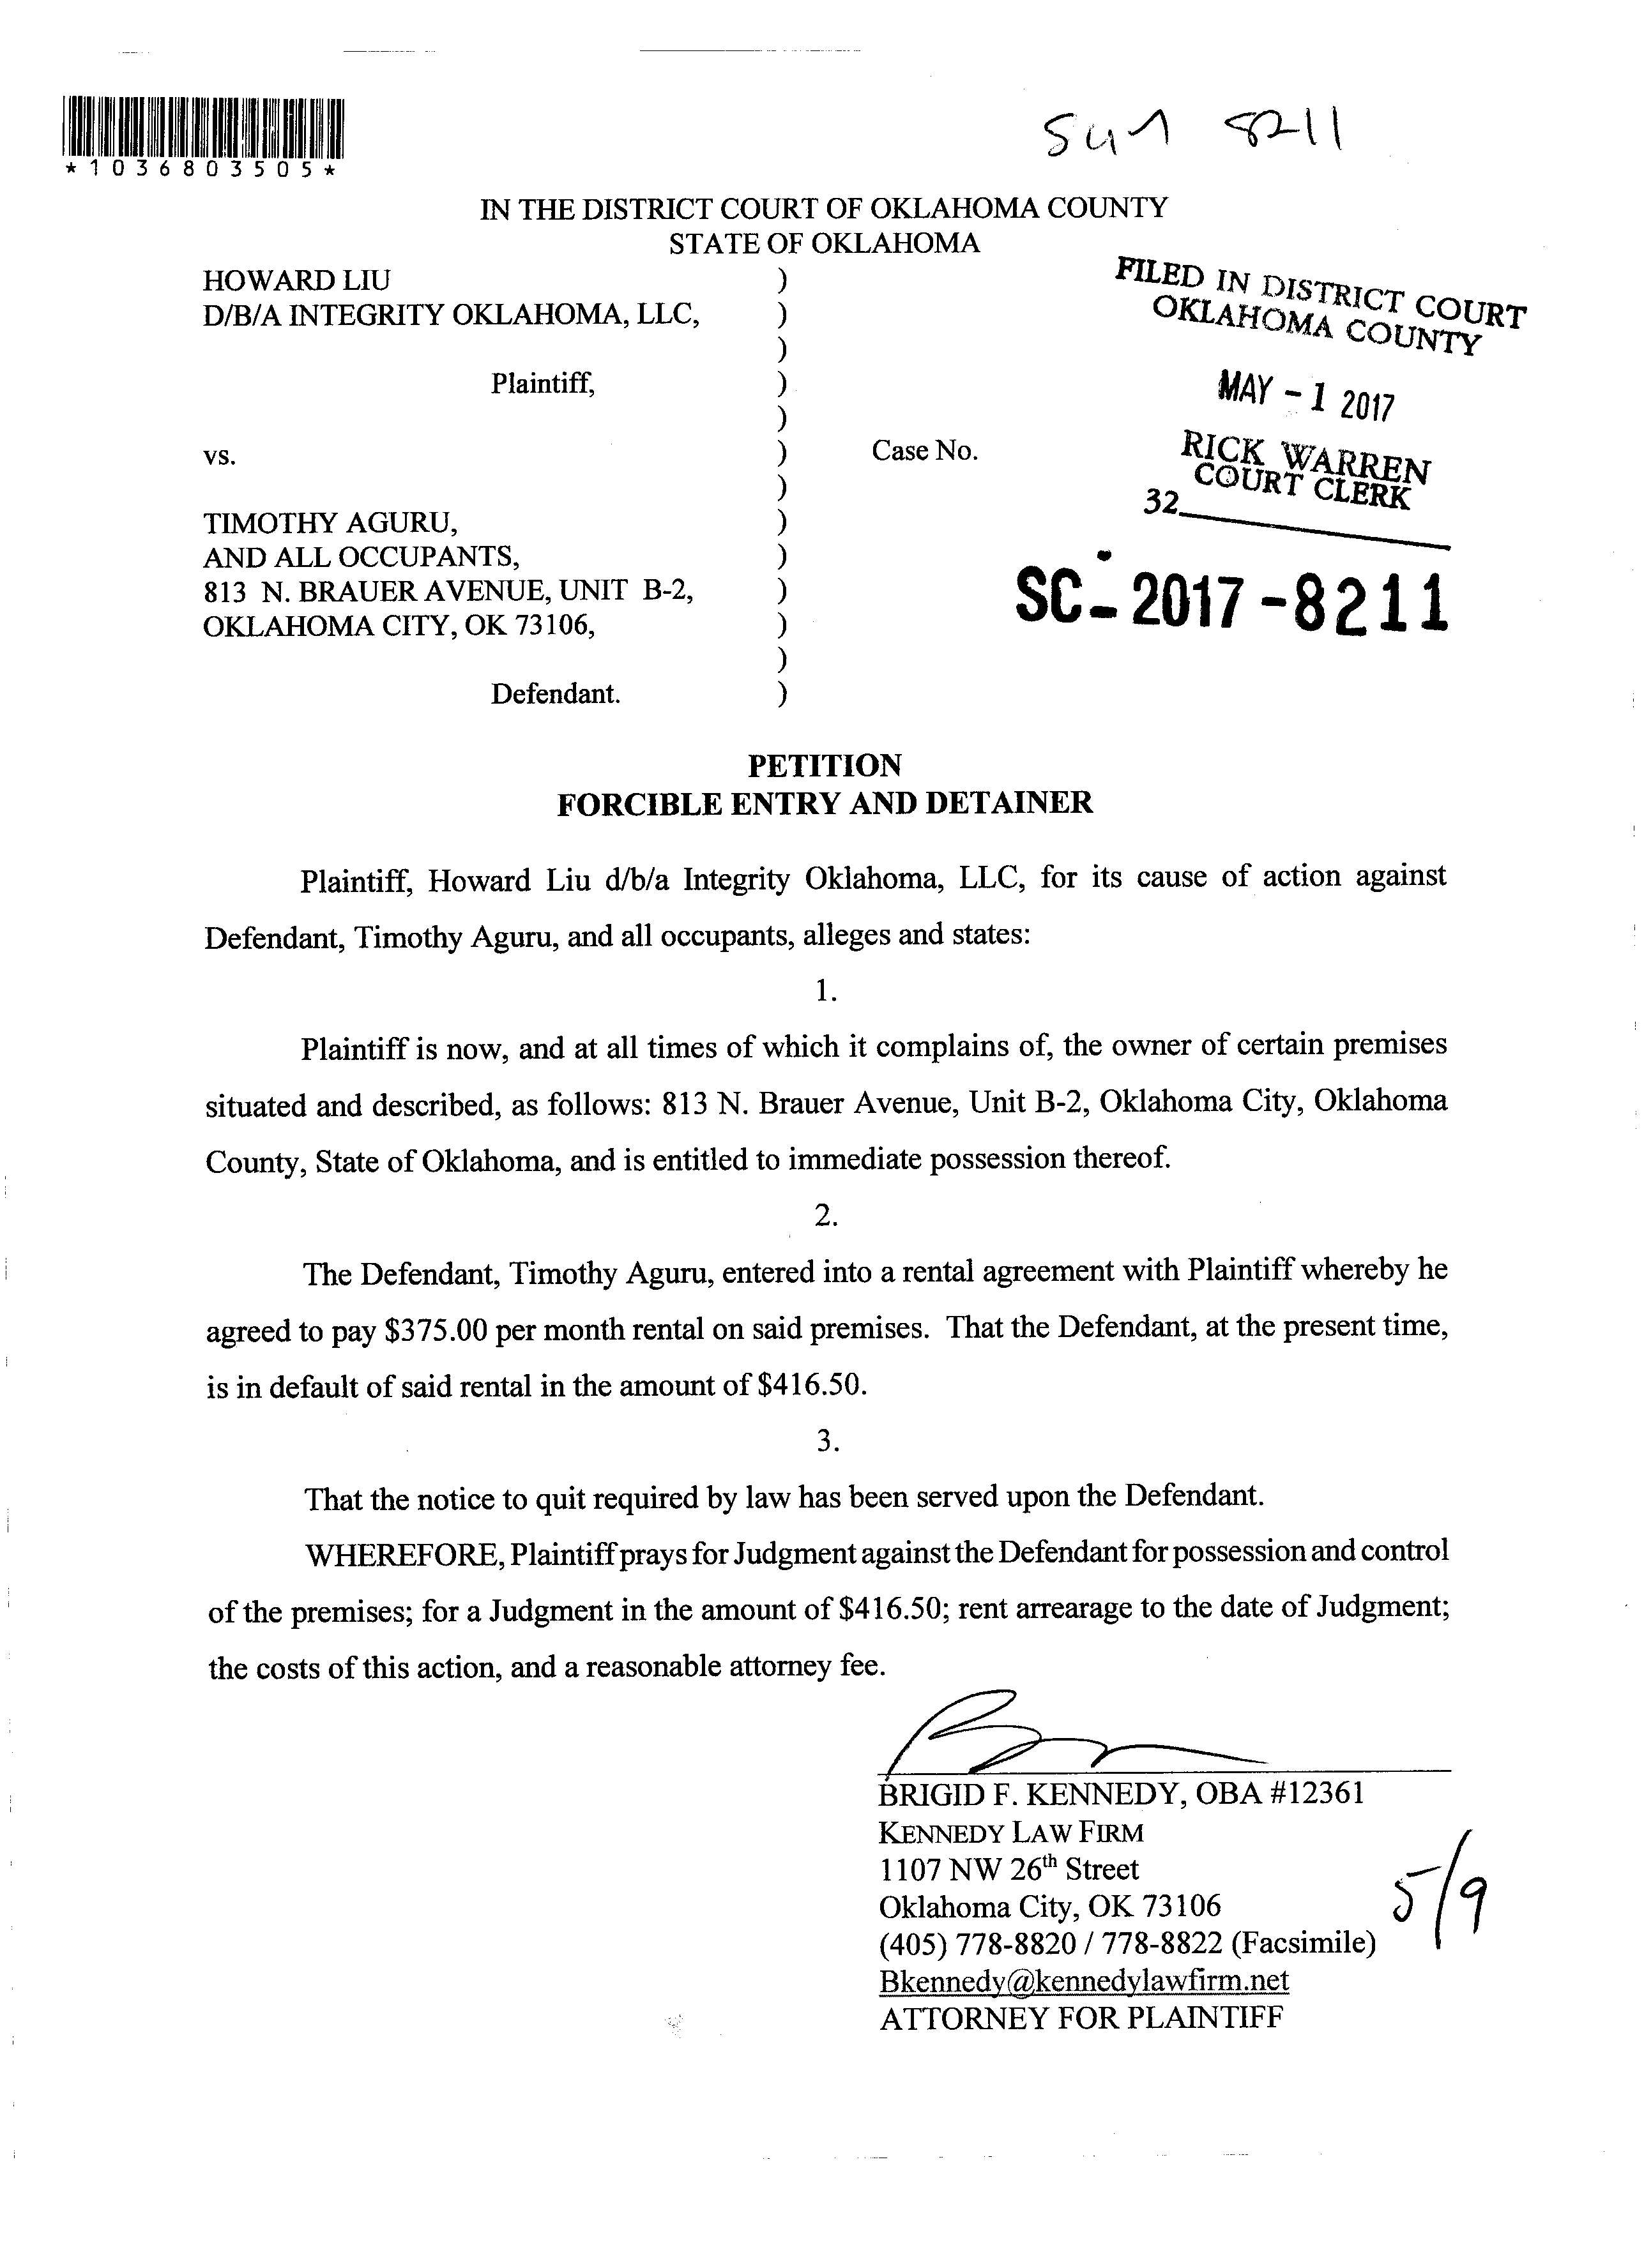 *1036803505*
8211
IN THE DISTRICT COURT OF OKLAHOMA COUNTY
STATE OF OKLAHOMA
HOWARD LIU )
D/B/A INTEGRITY OKLAHOMA, LLC, )
)
Plaintiff, )
)
vs. ) Case No.
)
TIMOTHY AGURU, )
AND ALL OCCUPANTS, )
813 N. BRAUER AVENUE, UNIT B-2, )
OKLAHOMA CITY, OK 73106, )
)
Defendant. )
FILED IN DISTRICT COURT
OKLAHOMA COUNTY
MAY - 1 2017
RICK WARREN
COURT CLERK
32
SC- 2017 -8211
PETITION
FORCIBLE ENTRY AND DETAINER
Plaintiff, Howard Liu d/b/a Integrity Oklahoma, LLC, for its cause of action against
Defendant, Timothy Aguru, and all occupants, alleges and states:
1.
Plaintiff is now, and at all times of which it complains of, the owner of certain premises
situated and described, as follows: 813 N. Brauer Avenue, Unit B-2, Oklahoma City, Oklahoma
County, State of Oklahoma, and is entitled to immediate possession thereof.
2.
The Defendant, Timothy Aguru, entered into a rental agreement with Plaintiff whereby he
agreed to pay $375.00 per month rental on said premises. That the Defendant, at the present time,
is in default of said rental in the amount of $416.50.
3.
That the notice to quit required by law has been served upon the Defendant.
WHEREFORE, Plaintiff prays for Judgment against the Defendant for possession and control
of the premises; for a Judgment in the amount of $416.50; rent arrearage to the date of Judgment;
the costs of this action, and a reasonable attorney fee.
BRIGID F. KENNEDY, OBA #12361
KENNEDY LAW FIRM
1107 NW 26th Street
Oklahoma City, OK 73106
(405) 778-8820 / 778-8822 (Facsimile)
Bkennedy@kennedylawfirm.net
ATTORNEY FOR PLAINTIFF
5/9